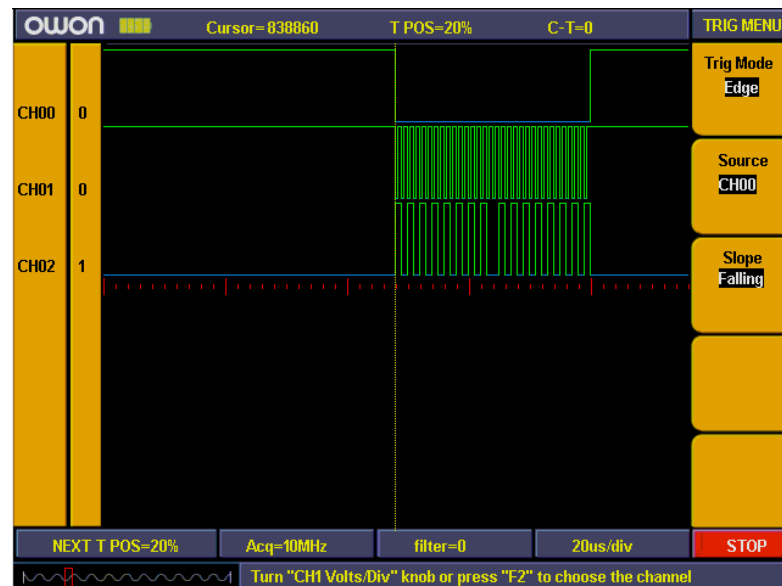 owon Cursor=838860 T POS=20% C-T=0 TRIG MENU
Trig Mode
Edge
CH00 0
Source
CH01 0 CH00
Slope
CH02 1 Falling
NEXT T POS=20% Acq=10MHz filter=0 20us/div STOP
Turn "CH1 Volts/Div" knob or press "F2" to choose the channel